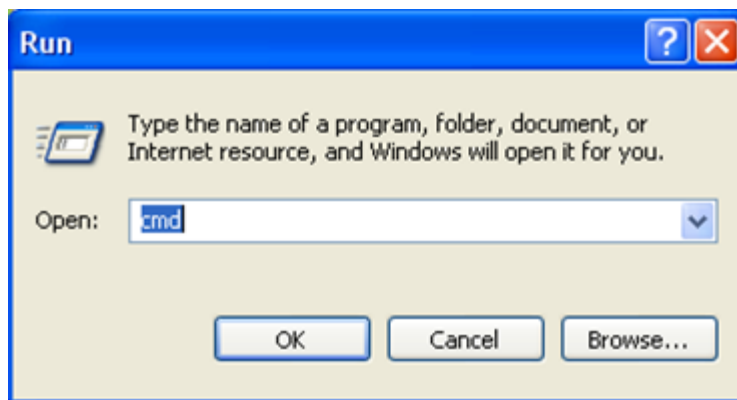 Run
Type the name of a program, folder, document, or
Internet resource, and Windows will open it for you.
Open: cmd
OK Cancel Browse...